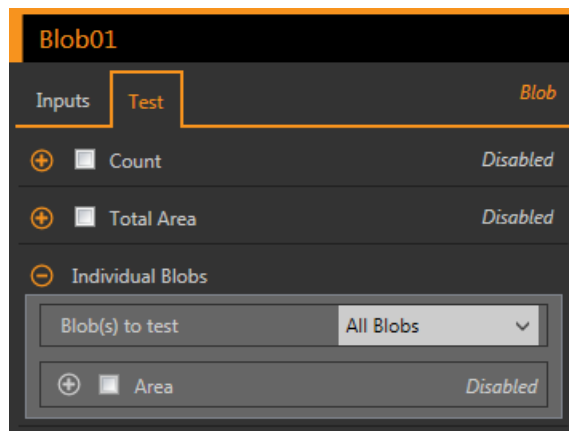 Blob01
Inputs Test Blob
Count Disabled
Total Area Disabled
Individual Blobs
Blob(s) to test All Blobs
Area Disabled